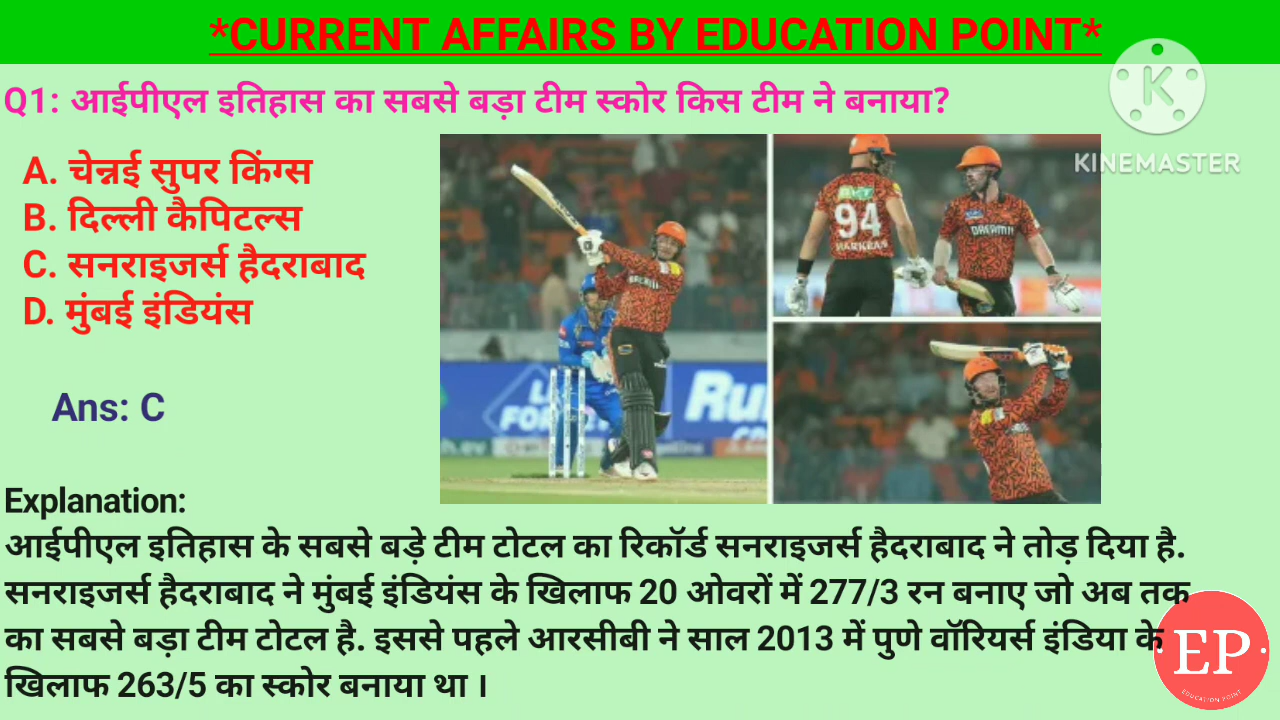 *CURRENT AFFAIRS BY EDUCATION POINT*
Q1: आईपीएल इतिहास का सबसे बड़ा टीम स्कोर किस टीम ने बनाया?
K
KINEMASTER
A. चेन्नई सुपर किंग्स
B. दिल्ली कैपिटल्स
C. सनराइजर्स हैदराबाद
D. मुंबई इंडियंस
94
MARKRAM
DREAM11
Ans: C
Explanation:
आईपीएल इतिहास के सबसे बड़े टीम टोटल का रिकॉर्ड सनराइजर्स हैदराबाद ने तोड़ दिया है.
सनराइजर्स हैदराबाद ने मुंबई इंडियंस के खिलाफ 20 ओवरों में 277/3 रन बनाए जो अब तक
का सबसे बड़ा टीम टोटल है. इससे पहले आरसीबी ने साल 2013 में पुणे वॉरियर्स इंडिया के
खिलाफ 263/5 का स्कोर बनाया था ।
EP
EDUCATION POINT